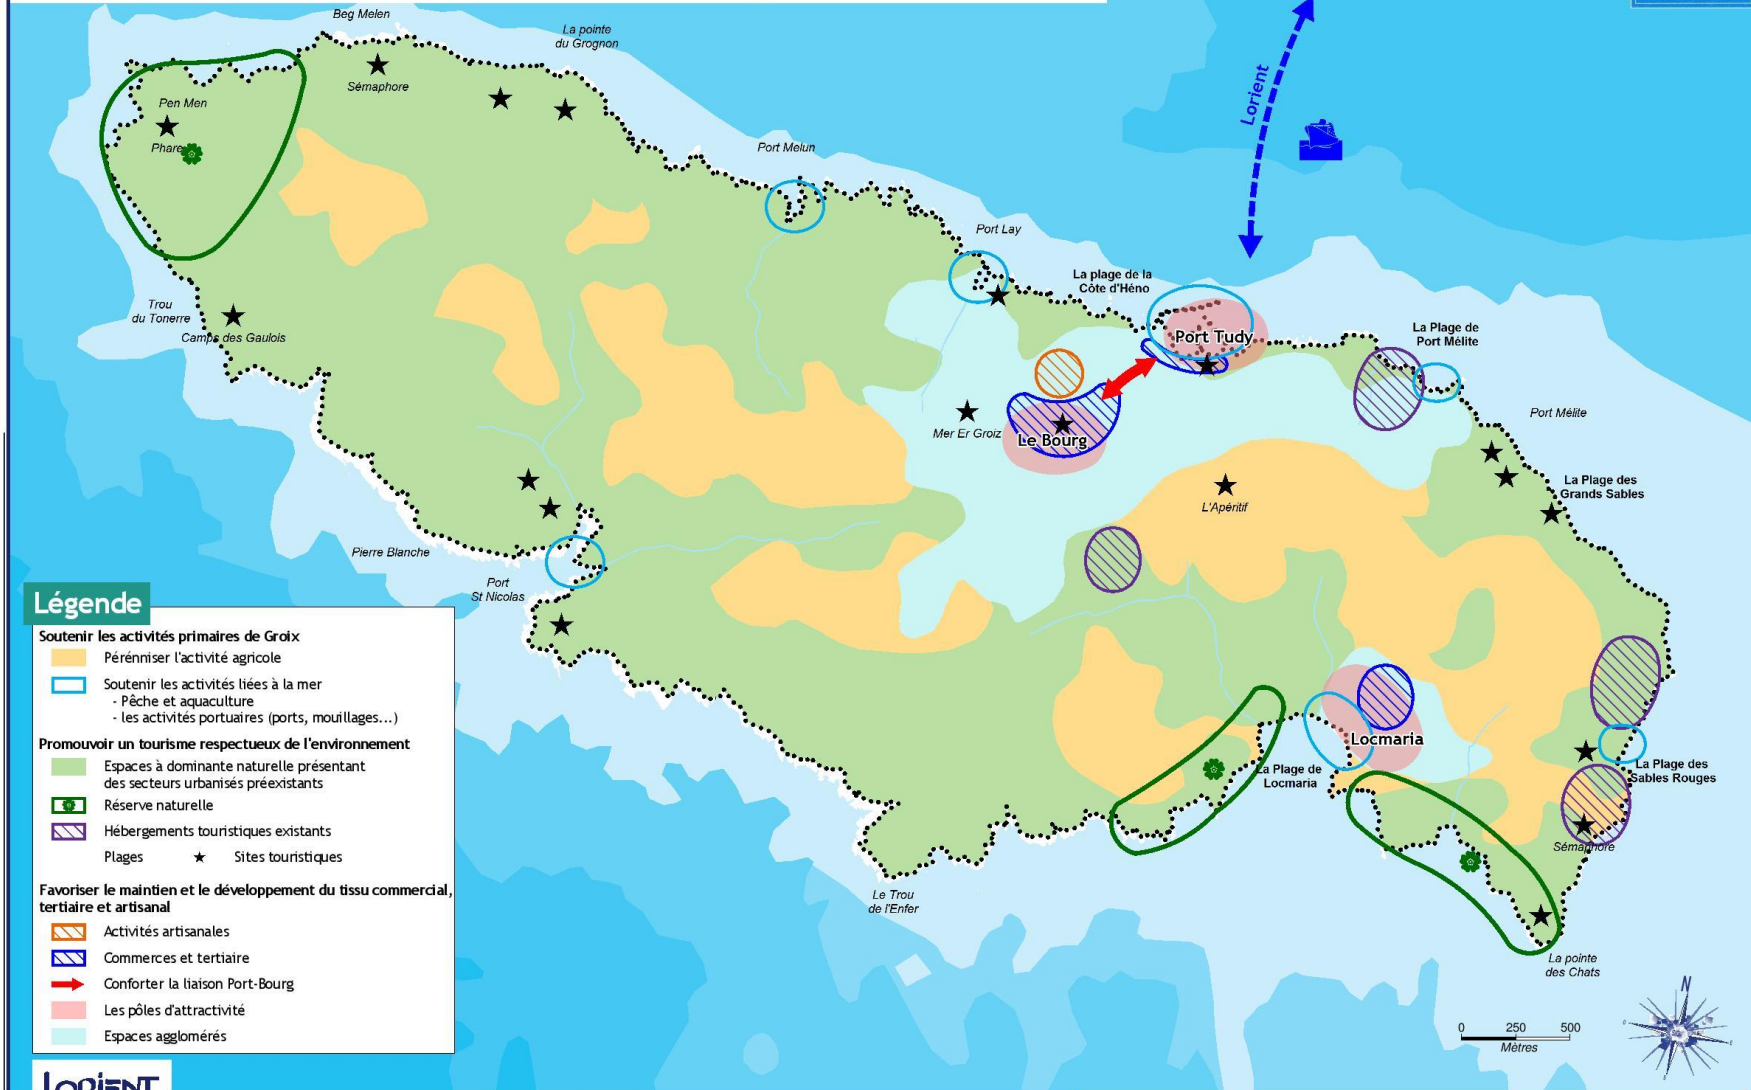 Beg Melen
La pointe
du Grognon
Sémaphore
Pen Men
Phare
Port Melun
Lorient
Port Lay
La plage de la
Côte d'Héno
Port Tudy
La Plage de
Port Mélite
Trou
du Tonerre
Camps des Gaulois
Mer Er Groiz
Le Bourg
Port Mélite
La Plage des
Grands Sables
L'Apéritif
Pierre Blanche
Port
St Nicolas
Locmaria
La Plage de
Locmaria
La Plage des
Sables Rouges
Sémaphore
Le Trou
de l'Enfer
La pointe
des Chats
Légende
Soutenir les activités primaires de Groix
Pérénniser l'activité agricole
Soutenir les activités liées à la mer
- Pêche et aquaculture
- les activités portuaires (ports, mouillages...)
Promouvoir un tourisme respectueux de l'environnement
Espaces à dominante naturelle présentant
des secteurs urbanisés préexistants
Réserve naturelle
Hébergements touristiques existants
Plages Sites touristiques
Favoriser le maintien et le développement du tissu commercial,
tertiaire et artisanal
Activités artisanales
Commerces et tertiaire
Conforter la liaison Port-Bourg
Les pôles d'attractivité
Espaces agglomérés
N
0 250 500
Mètres
LORIENT